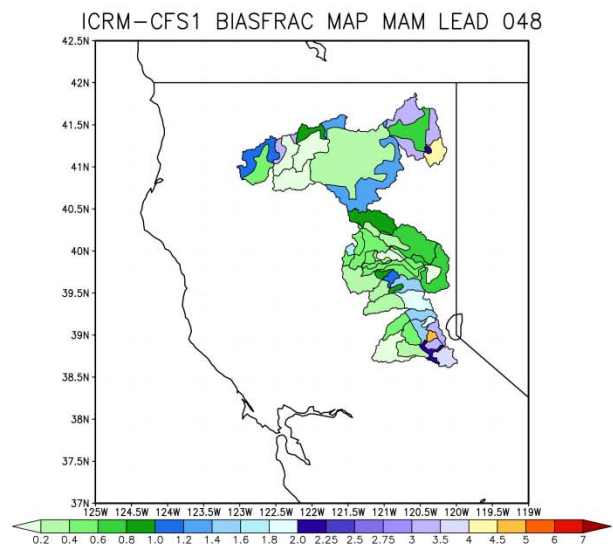 ICRM-CFS1 BIASFRAC MAP MAM LEAD 048
42.5N
42N
41.5N
41N
40.5N
40N
39.5N
39N
38.5N
38N
37.5N
37N
125W 124.5W 124W 123.5W 123W 122.5W 122W 121.5W 121W 120.5W 120W 119.5W 119W
0.2 0.4 0.6 0.8 1.0 1.2 1.4 1.6 1.8 2.0 2.25 2.5 2.75 3 3.5 4 4.5 5 6 7